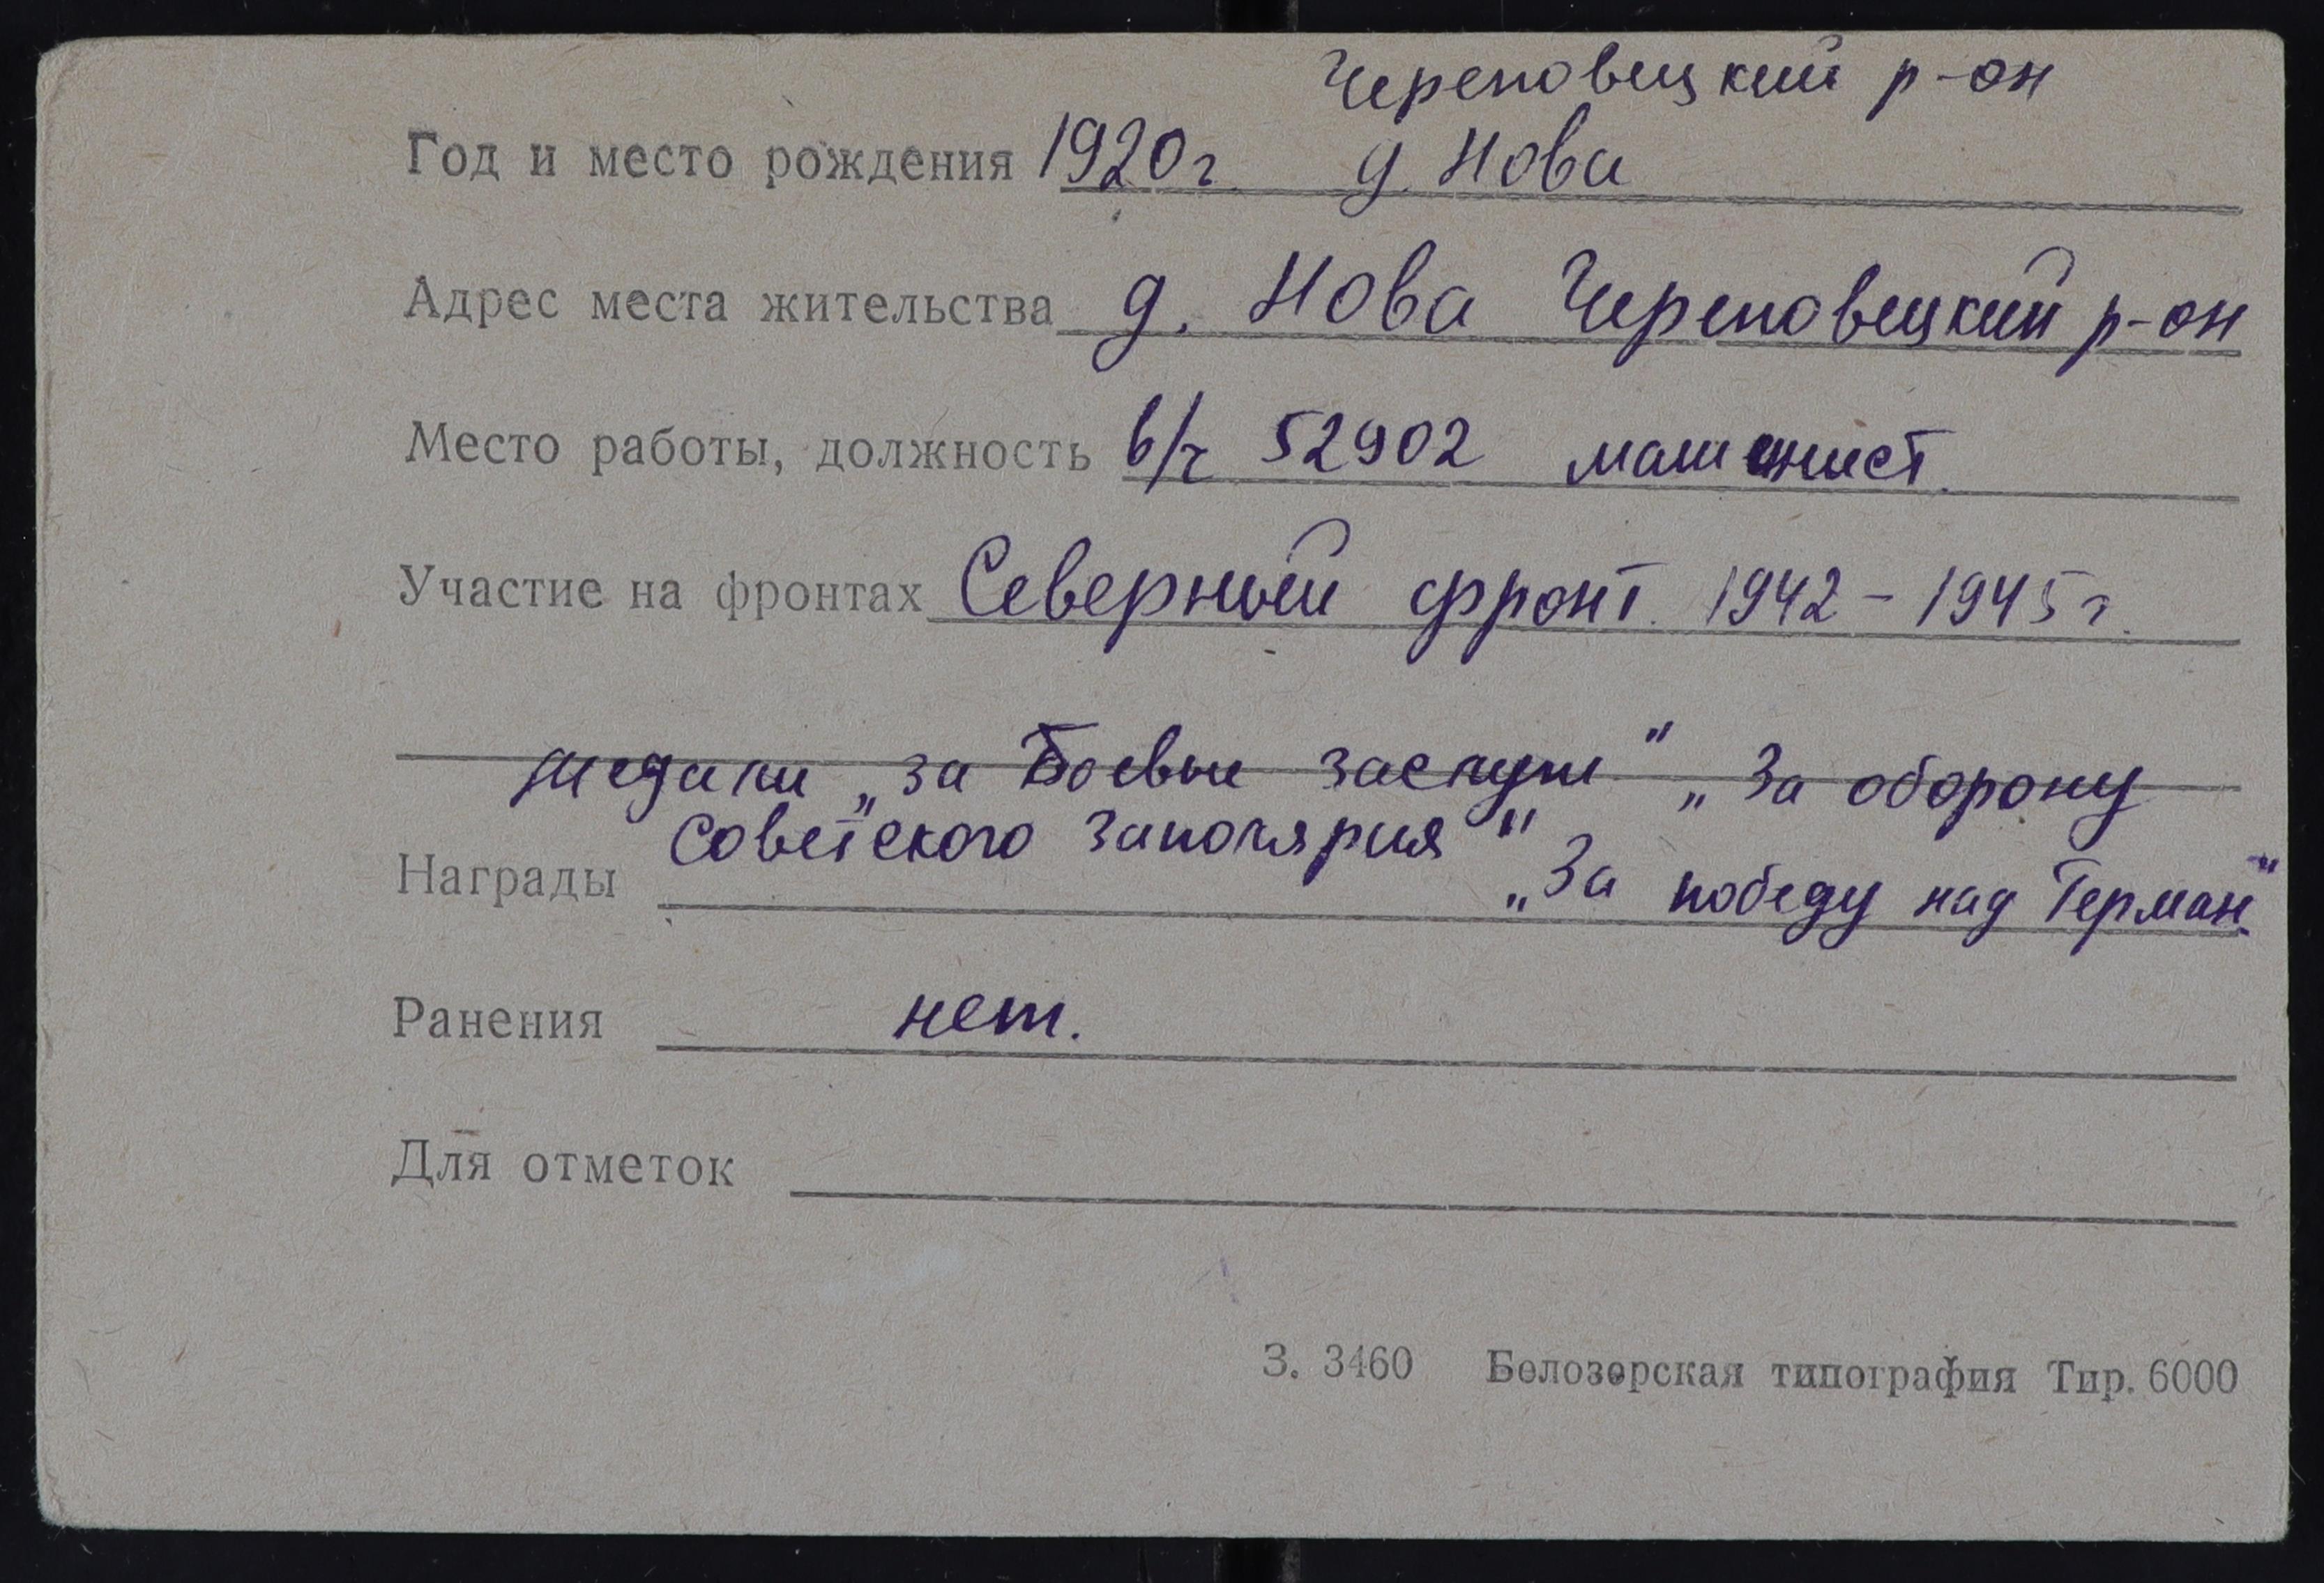 Череповецкий р-он
Год и место рождения 1920г. д. Нова
Адрес места жительства д. Нова Череповецкий р-он
Место работы, должность в/ч 52902 машинист.
Участие на фронтах Северный фронт. 1942 - 1945 г.
медали „за Боевые заслуги" „За оборону
Советского Заполярия"
Награды „За победу над Герман."
Ранения нет.
Для отметок
З. 3460 Белозерская типография Тир. 6000